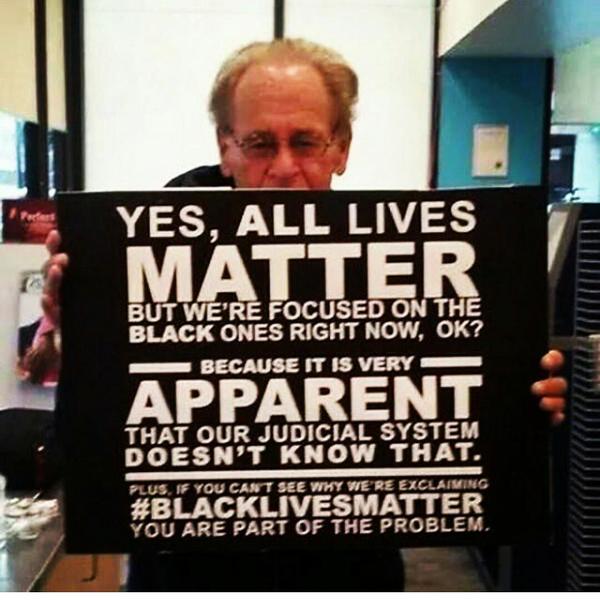 Perfect
YES, ALL LIVES
MATTER
BUT WE'RE FOCUSED ON THE
BLACK ONES RIGHT NOW, OK?
BECAUSE IT IS VERY
APPARENT
THAT OUR JUDICIAL SYSTEM
DOESN'T KNOW THAT.
PLUS, IF YOU CAN'T SEE WHY WE'RE EXCLAIMING
#BLACKLIVESMATTER
YOU ARE PART OF THE PROBLEM.